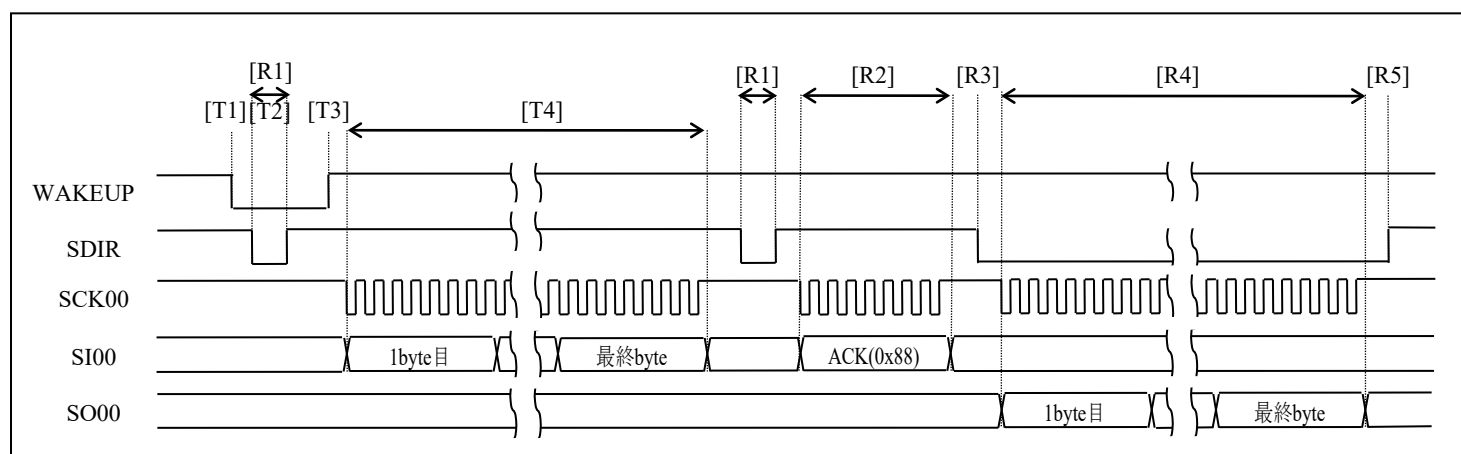 [R1] [R1] [R2] [R3] [R4] [R5]
[T1] [T2] [T3] [T4]
WAKEUP
SDIR
SCK00
SI00 1byte目 最終byte ACK(0x88)
SO00 1byte目 最終byte